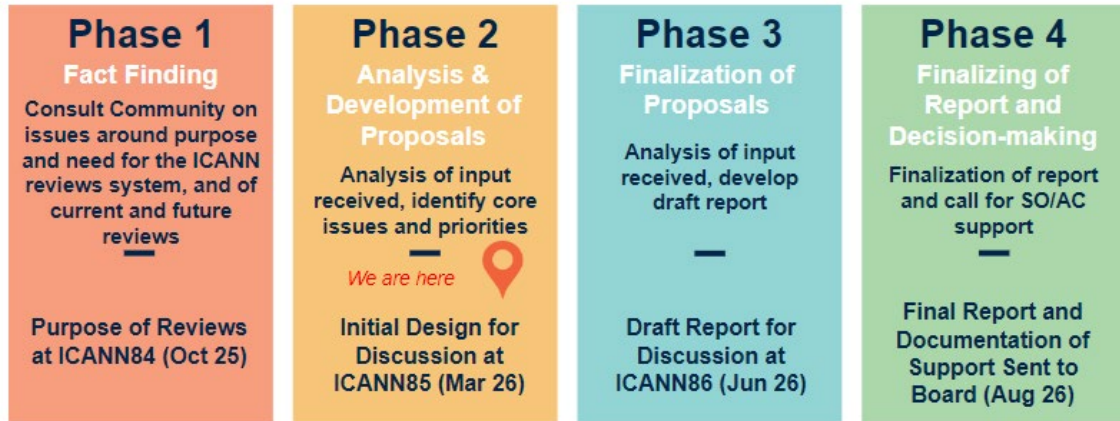 Phase 1
Fact Finding
Consult Community on
issues around purpose
and need for the ICANN
reviews system, and of
current and future
reviews
Purpose of Reviews
at ICANN84 (Oct 25)
Phase 2
Analysis &
Development of
Proposals
Analysis of input
received, identify core
issues and priorities
We are here
Initial Design for
Discussion at
ICANN85 (Mar 26)
Phase 3
Finalization of
Proposals
Analysis of input
received, develop
draft report
Draft Report for
Discussion at
ICANN86 (Jun 26)
Phase 4
Finalizing of
Report and
Decision-making
Finalization of report
and call for SO/AC
support
Final Report and
Documentation of
Support Sent to
Board (Aug 26)